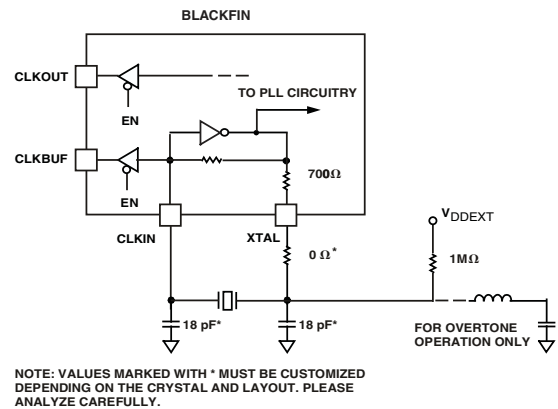 BLACKFIN
CLKOUT
TO PLL CIRCUITRY
EN
CLKBUF
700Ω
EN
CLKIN
XTAL
VDDEXT
0 Ω*
1MΩ
18 pF*
18 pF*
FOR OVERTONE
OPERATION ONLY
NOTE: VALUES MARKED WITH * MUST BE CUSTOMIZED
DEPENDING ON THE CRYSTAL AND LAYOUT. PLEASE
ANALYZE CAREFULLY.